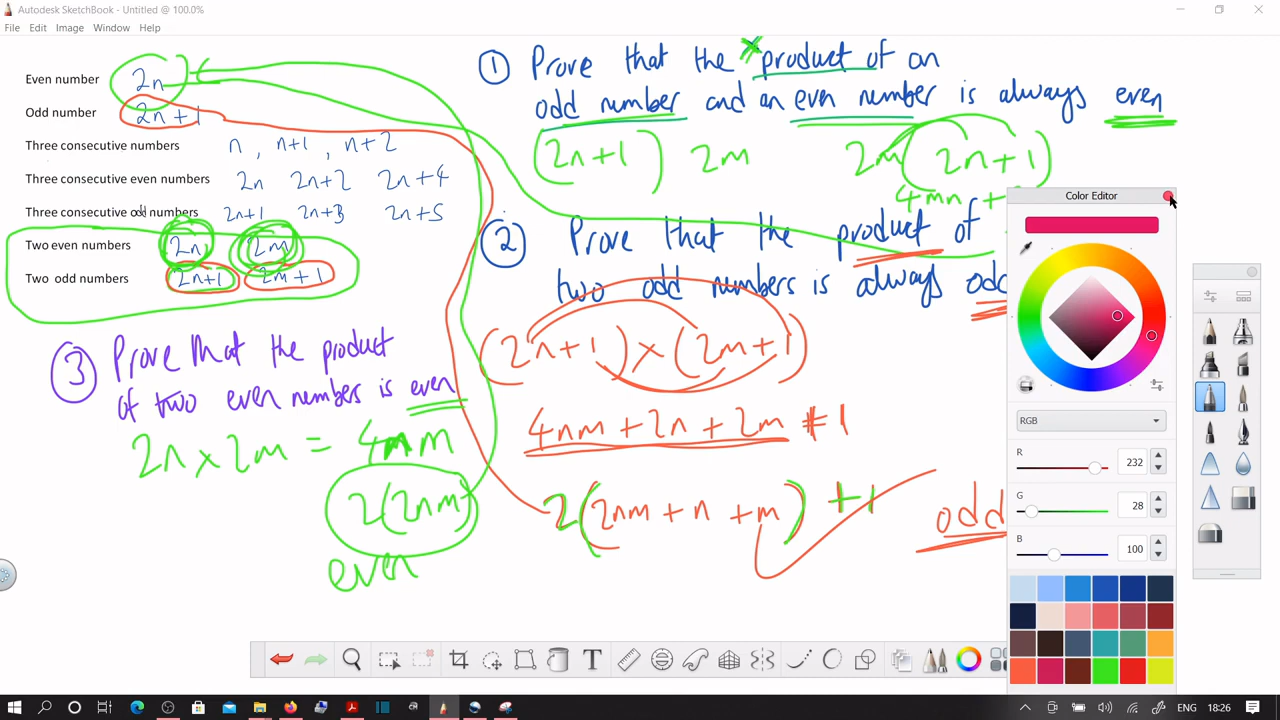 Autodesk SketchBook - Untitled @ 100.0%
File Edit Image Window Help
Even number 2n
Odd number 2n+1
Three consecutive numbers n, n+1, n+2
Three consecutive even numbers 2n 2n+2 2n+4
Three consecutive odd numbers 2n+1 2n+3 2n+5
Two even numbers 2n 2m
Two odd numbers 2n+1 2m+1
① Prove that the product of an
odd number and an even number is always even
(2n+1) 2m 2m(2n+1)
4mn +
② Prove that the product of
two odd numbers is always odd
(2n+1) × (2m+1)
4nm + 2n + 2m + 1
2(2nm + n + m) + 1
odd
③ Prove that the product
of two even numbers is even
2n × 2m = 4nm
2(2nm)
even
Color Editor
RGB
R 232
G 28
B 100
T
ENG 18:26